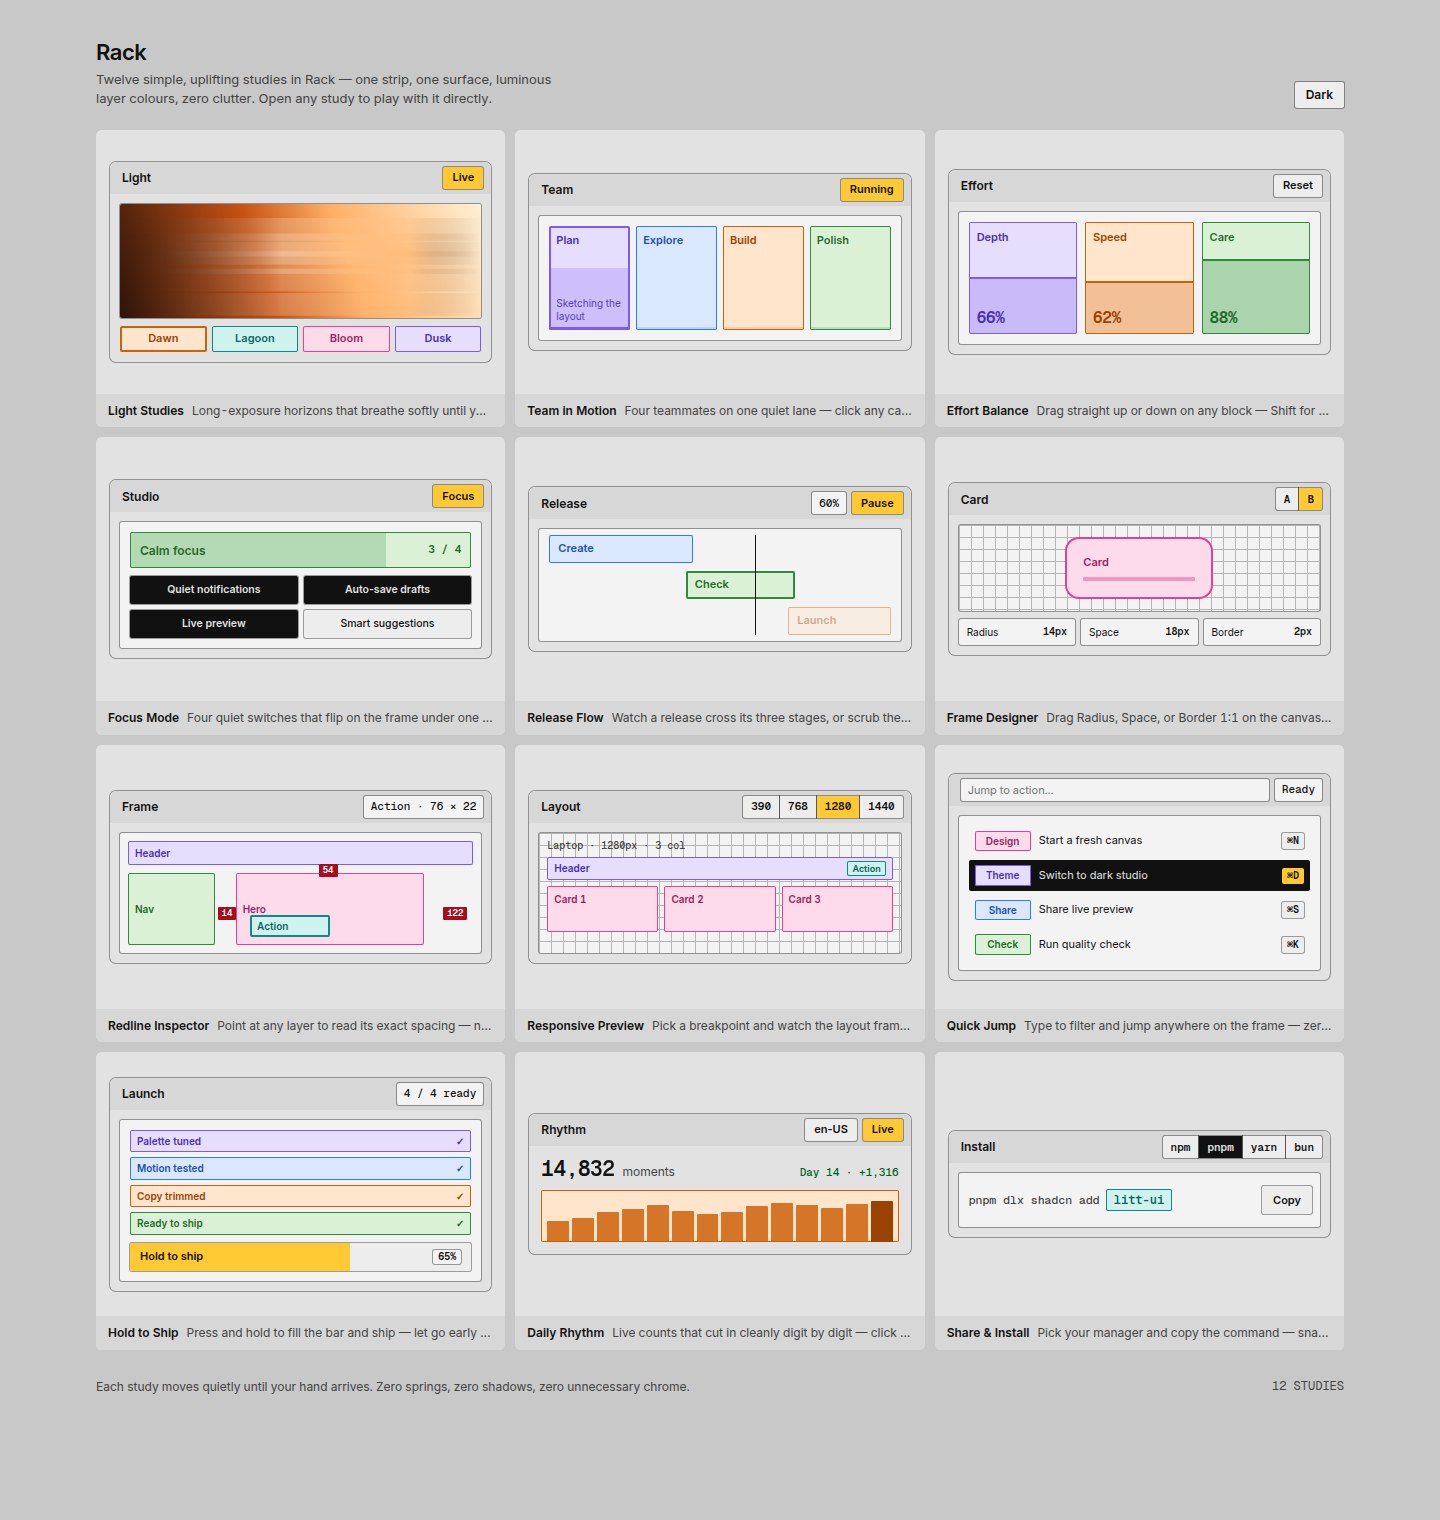 Rack
Twelve simple, uplifting studies in Rack — one strip, one surface, luminous
layer colours, zero clutter. Open any study to play with it directly.
Dark
Light
Live
Dawn
Lagoon
Bloom
Dusk
Light Studies Long-exposure horizons that breathe softly until y...
Team
Running
Plan
Explore
Build
Polish
Sketching the
layout
Team in Motion Four teammates on one quiet lane — click any ca...
Effort
Reset
Depth
Speed
Care
66%
62%
88%
Effort Balance Drag straight up or down on any block — Shift for ...
Studio
Focus
Calm focus
3 / 4
Quiet notifications
Auto-save drafts
Live preview
Smart suggestions
Focus Mode Four quiet switches that flip on the frame under one ...
Release
60%
Pause
Create
Check
Launch
Release Flow Watch a release cross its three stages, or scrub the...
Card
A
B
Card
Radius 14px
Space 18px
Border 2px
Frame Designer Drag Radius, Space, or Border 1:1 on the canvas...
Frame
Action · 76 × 22
Header
54
Nav
14
Hero
122
Action
Redline Inspector Point at any layer to read its exact spacing — n...
Layout
390
768
1280
1440
Laptop · 1280px · 3 col
Header
Action
Card 1
Card 2
Card 3
Responsive Preview Pick a breakpoint and watch the layout fram...
Jump to action...
Ready
Design Start a fresh canvas ⌘N
Theme Switch to dark studio ⌘D
Share Share live preview ⌘S
Check Run quality check ⌘K
Quick Jump Type to filter and jump anywhere on the frame — zer...
Launch
4 / 4 ready
Palette tuned ✓
Motion tested ✓
Copy trimmed ✓
Ready to ship ✓
Hold to ship 65%
Hold to Ship Press and hold to fill the bar and ship — let go early ...
Rhythm
en-US
Live
14,832 moments
Day 14 · +1,316
Daily Rhythm Live counts that cut in cleanly digit by digit — click ...
Install
npm
pnpm
yarn
bun
pnpm dlx shadcn add litt-ui
Copy
Share & Install Pick your manager and copy the command — sna...
Each study moves quietly until your hand arrives. Zero springs, zero shadows, zero unnecessary chrome.
12 STUDIES